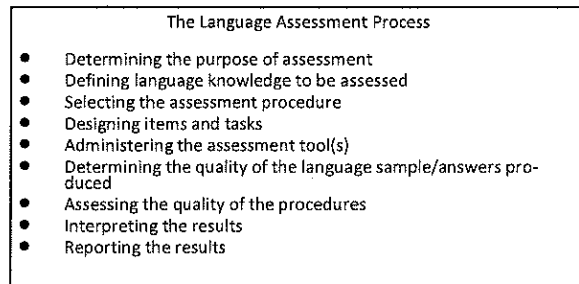 The Language Assessment Process
● Determining the purpose of assessment
● Defining language knowledge to be assessed
● Selecting the assessment procedure
● Designing items and tasks
● Administering the assessment tool(s)
● Determining the quality of the language sample/answers pro-
duced
● Assessing the quality of the procedures
● Interpreting the results
● Reporting the results